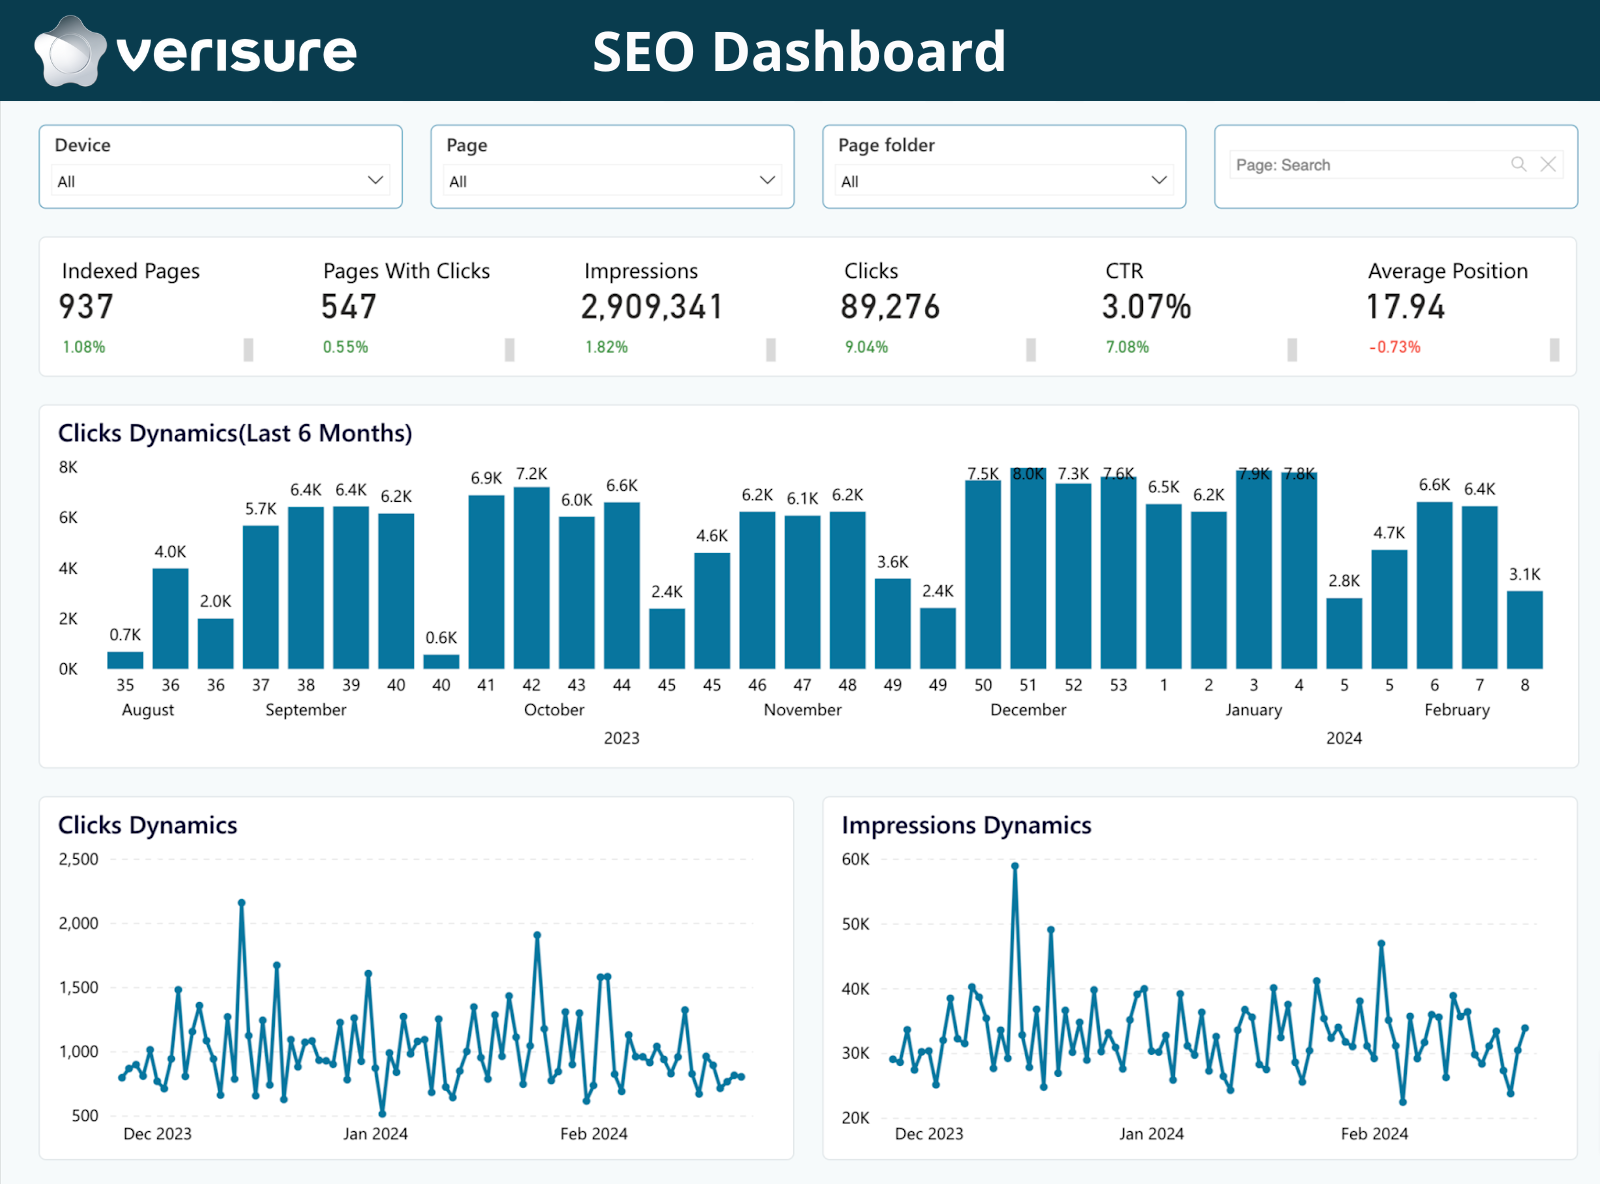 verisure
SEO Dashboard
Device
All
Page
All
Page folder
All
Page: Search
Indexed Pages
937
1.08%
Pages With Clicks
547
0.55%
Impressions
2,909,341
1.82%
Clicks
89,276
9.04%
CTR
3.07%
7.08%
Average Position
17.94
-0.73%
Clicks Dynamics(Last 6 Months)
8K
6K
4K
2K
0K
0.7K 4.0K 2.0K 5.7K 6.4K 6.4K 6.2K 0.6K 6.9K 7.2K 6.0K 6.6K 2.4K 4.6K 6.2K 6.1K 6.2K 3.6K 2.4K 7.5K 8.0K 7.3K 7.6K 6.5K 6.2K 7.9K 7.8K 2.8K 4.7K 6.6K 6.4K 3.1K
35 36 36 37 38 39 40 40 41 42 43 44 45 45 46 47 48 49 49 50 51 52 53 1 2 3 4 5 5 6 7 8
August September October November December January February
2023 2024
Clicks Dynamics
2,500
2,000
1,500
1,000
500
Dec 2023 Jan 2024 Feb 2024
Impressions Dynamics
60K
50K
40K
30K
20K
Dec 2023 Jan 2024 Feb 2024